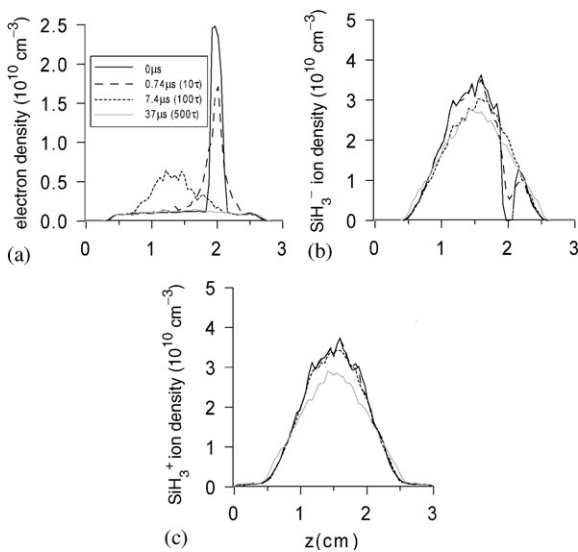 electron density (10¹⁰ cm⁻³)
2.5
2.0
1.5
1.0
0.5
0.0
0μs
0.74μs (10τ)
7.4μs (100τ)
37μs (500τ)
0 1 2 3
(a)
SiH₃⁻ ion density (10¹⁰ cm⁻³)
5
4
3
2
1
0
0 1 2 3
(b)
SiH₃⁺ ion density (10¹⁰ cm⁻³)
5
4
3
2
1
0
0 1 2 3
(c)
z(cm)